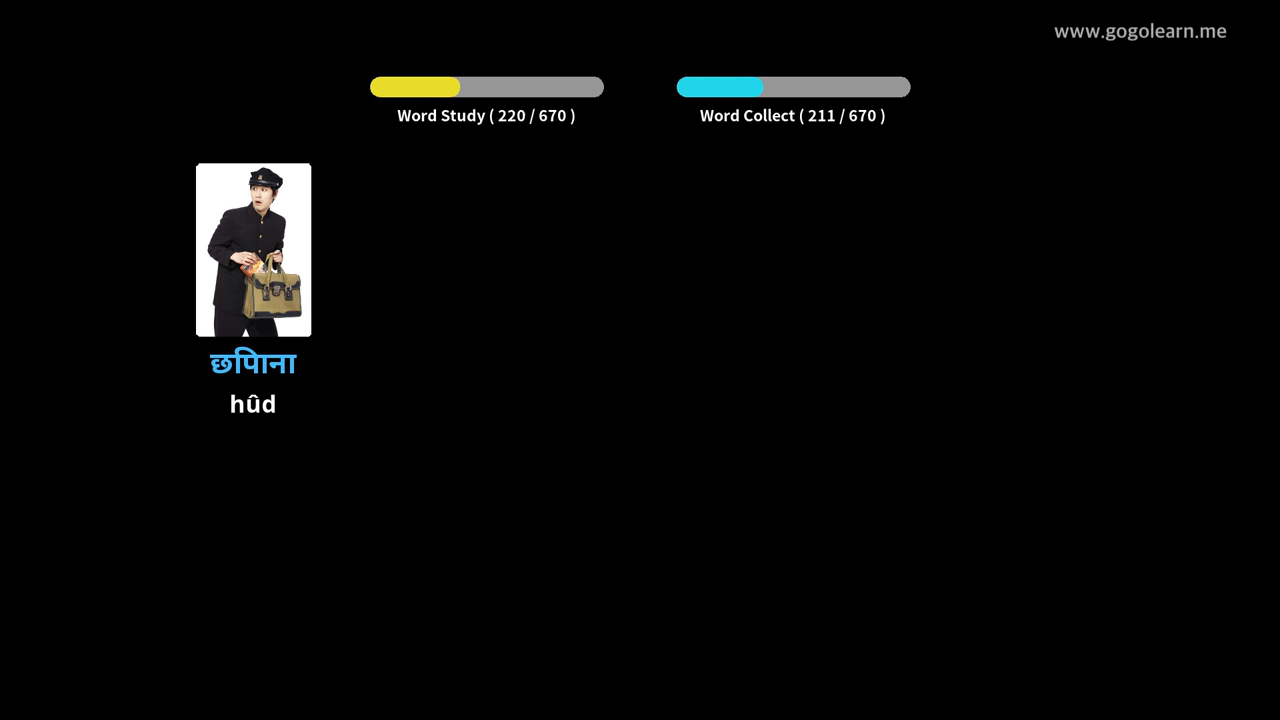 www.gogolearn.me
Word Study ( 220 / 670 )
Word Collect ( 211 / 670 )
छिपाना
hûd